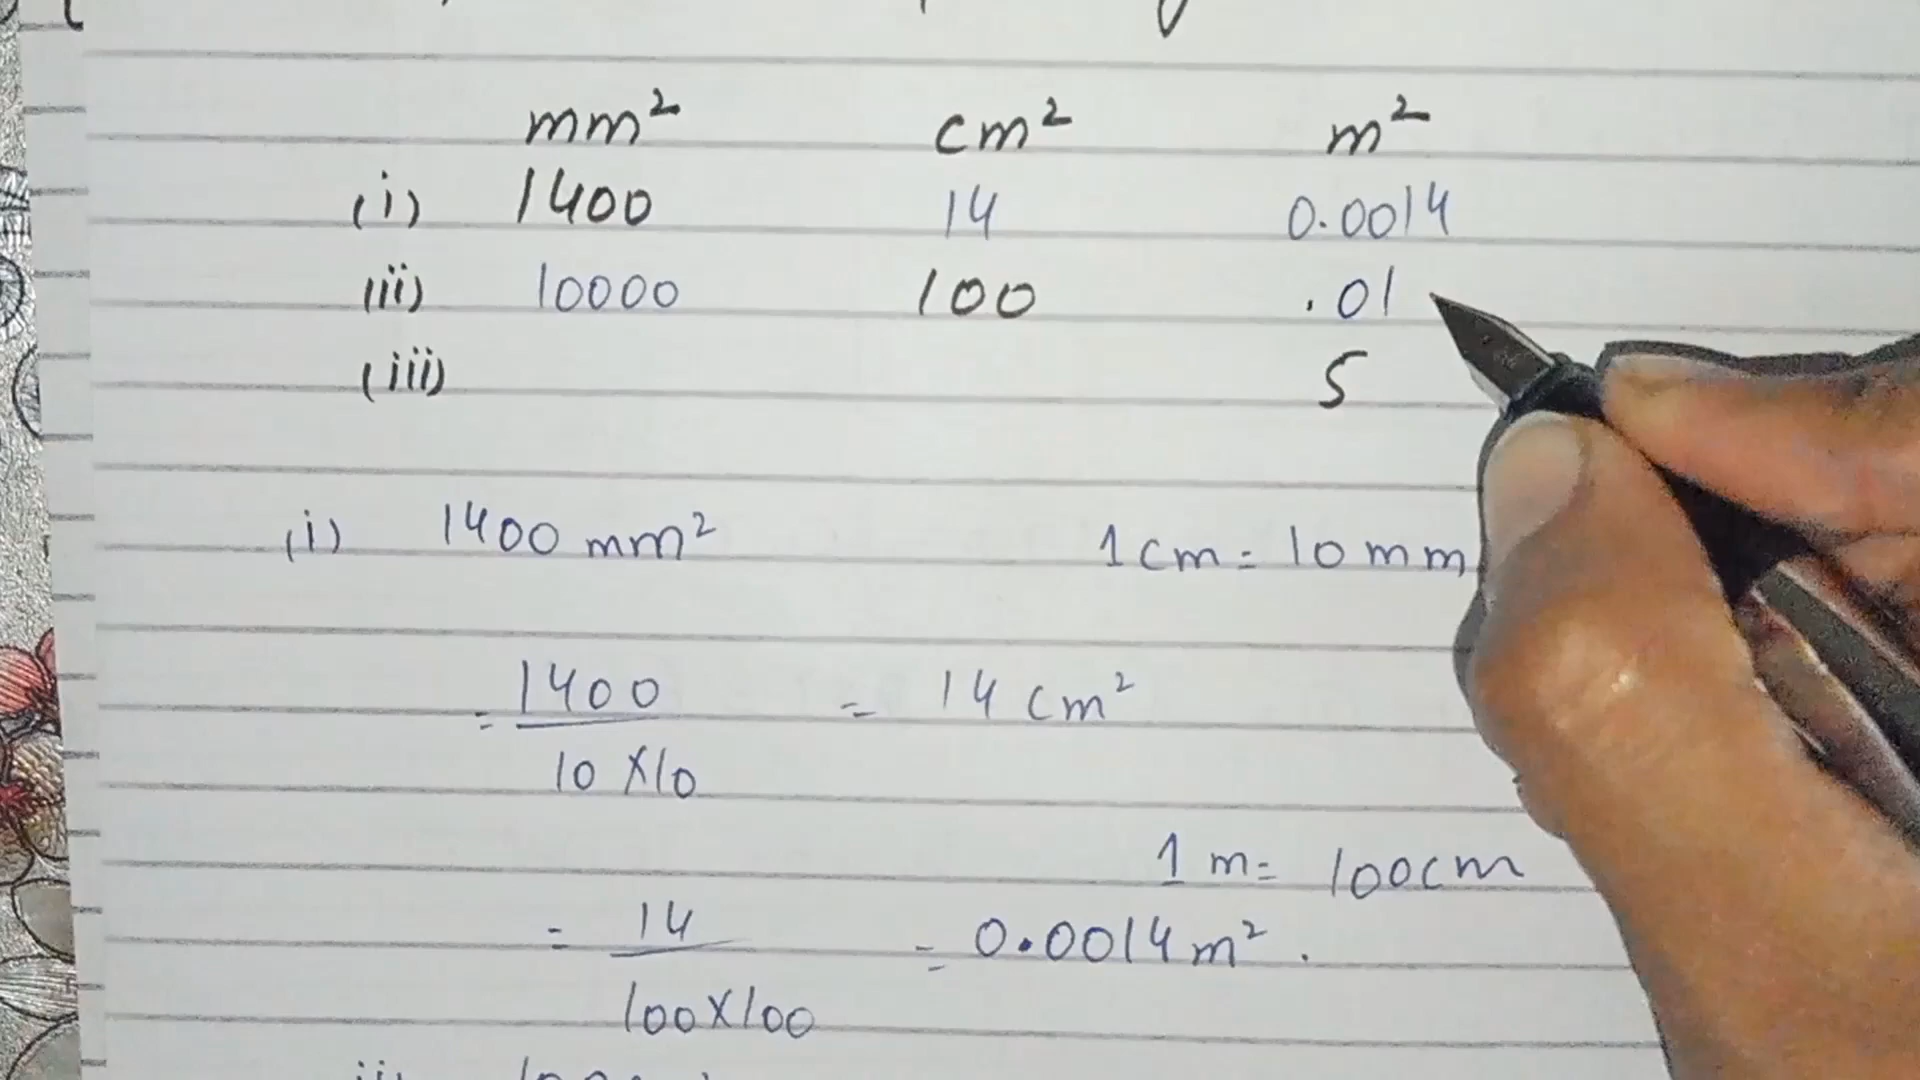 mm² cm² m²
(i) 1400 14 0.0014
(ii) 10000 100 .01
(iii) 5
(i) 1400 mm² 1 cm = 10 mm
= 1400 / 10 × 10 = 14 cm²
1 m = 100 cm
= 14 / 100 × 100 = 0.0014 m².